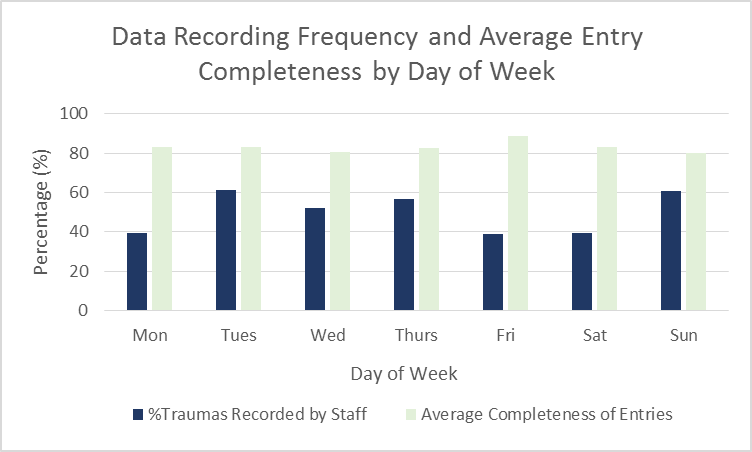 Data Recording Frequency and Average Entry
Completeness by Day of Week
Percentage (%)
100
80
60
40
20
0
Mon Tues Wed Thurs Fri Sat Sun
Day of Week
%Traumas Recorded by Staff Average Completeness of Entries